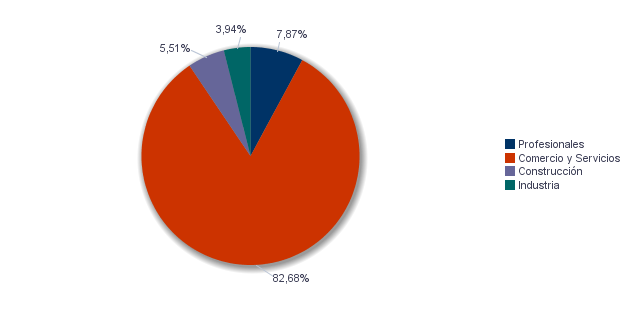 3,94%
7,87%
5,51%
Profesionales
Comercio y Servicios
Construcción
Industria
82,68%